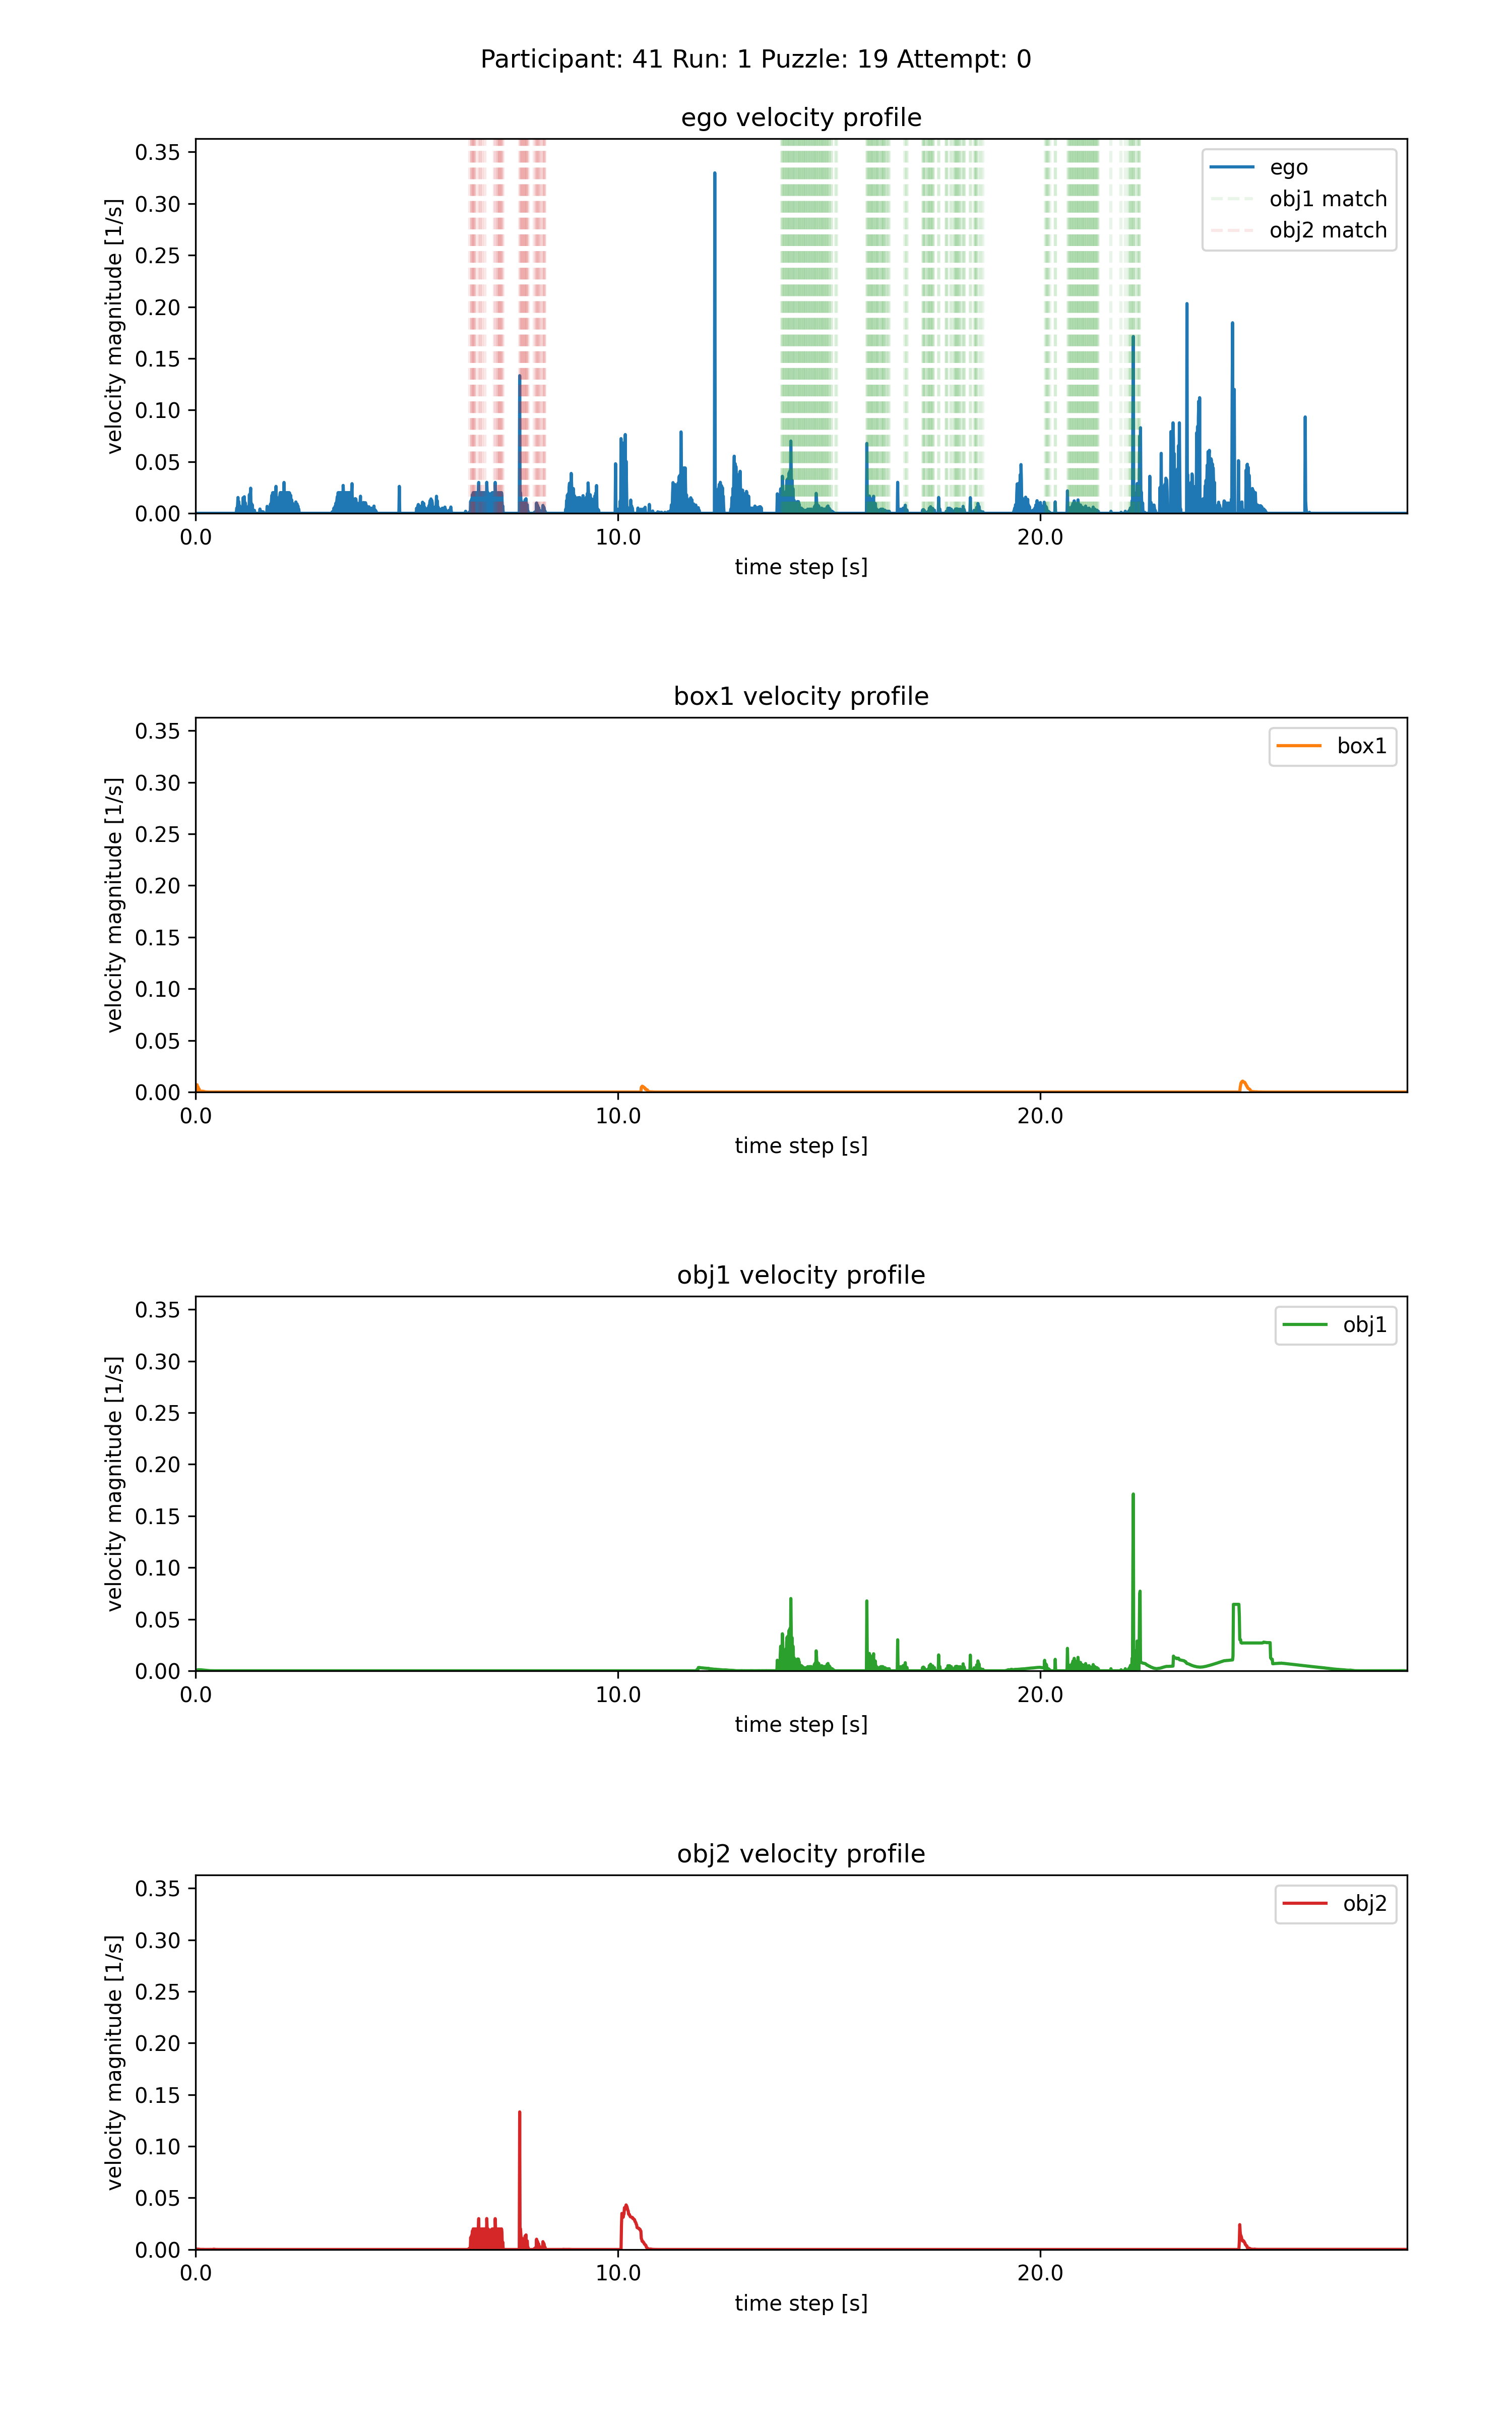 Participant: 41 Run: 1 Puzzle: 19 Attempt: 0
ego velocity profile
velocity magnitude [1/s]
0.35
0.30
0.25
0.20
0.15
0.10
0.05
0.00
ego
obj1 match
obj2 match
0.0 10.0 20.0
time step [s]
box1 velocity profile
velocity magnitude [1/s]
0.35
0.30
0.25
0.20
0.15
0.10
0.05
0.00
box1
0.0 10.0 20.0
time step [s]
obj1 velocity profile
velocity magnitude [1/s]
0.35
0.30
0.25
0.20
0.15
0.10
0.05
0.00
obj1
0.0 10.0 20.0
time step [s]
obj2 velocity profile
velocity magnitude [1/s]
0.35
0.30
0.25
0.20
0.15
0.10
0.05
0.00
obj2
0.0 10.0 20.0
time step [s]